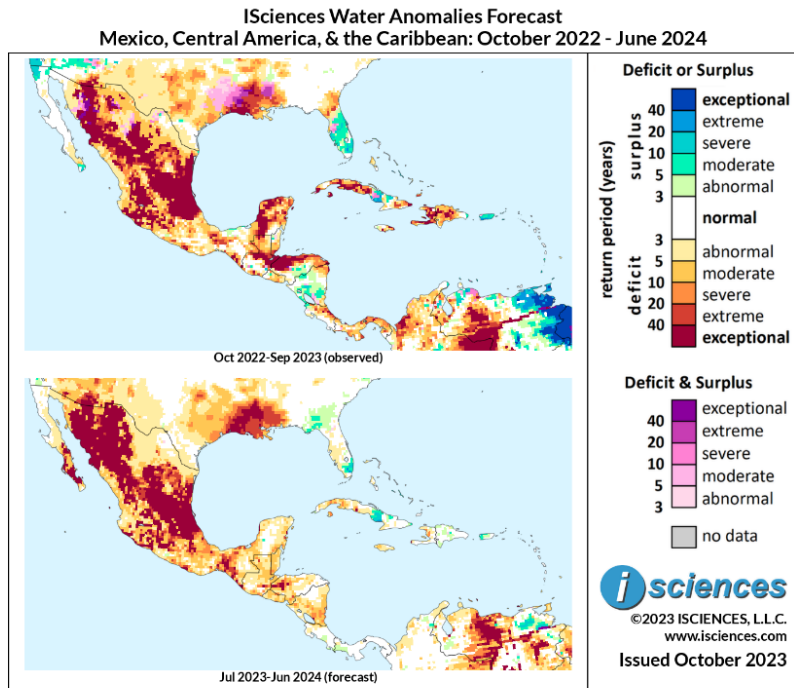 ISciences Water Anomalies Forecast
Mexico, Central America, & the Caribbean: October 2022 - June 2024
Oct 2022-Sep 2023 (observed)
Jul 2023-Jun 2024 (forecast)
Deficit or Surplus
return period (years)
surplus
deficit
exceptional
40
extreme
20
severe
10
moderate
5
abnormal
3
normal
3
abnormal
5
moderate
10
severe
20
extreme
40
exceptional
Deficit & Surplus
exceptional
40
extreme
20
severe
10
moderate
5
abnormal
3
no data
i sciences
©2023 ISCIENCES, L.L.C.
www.isciences.com
Issued October 2023